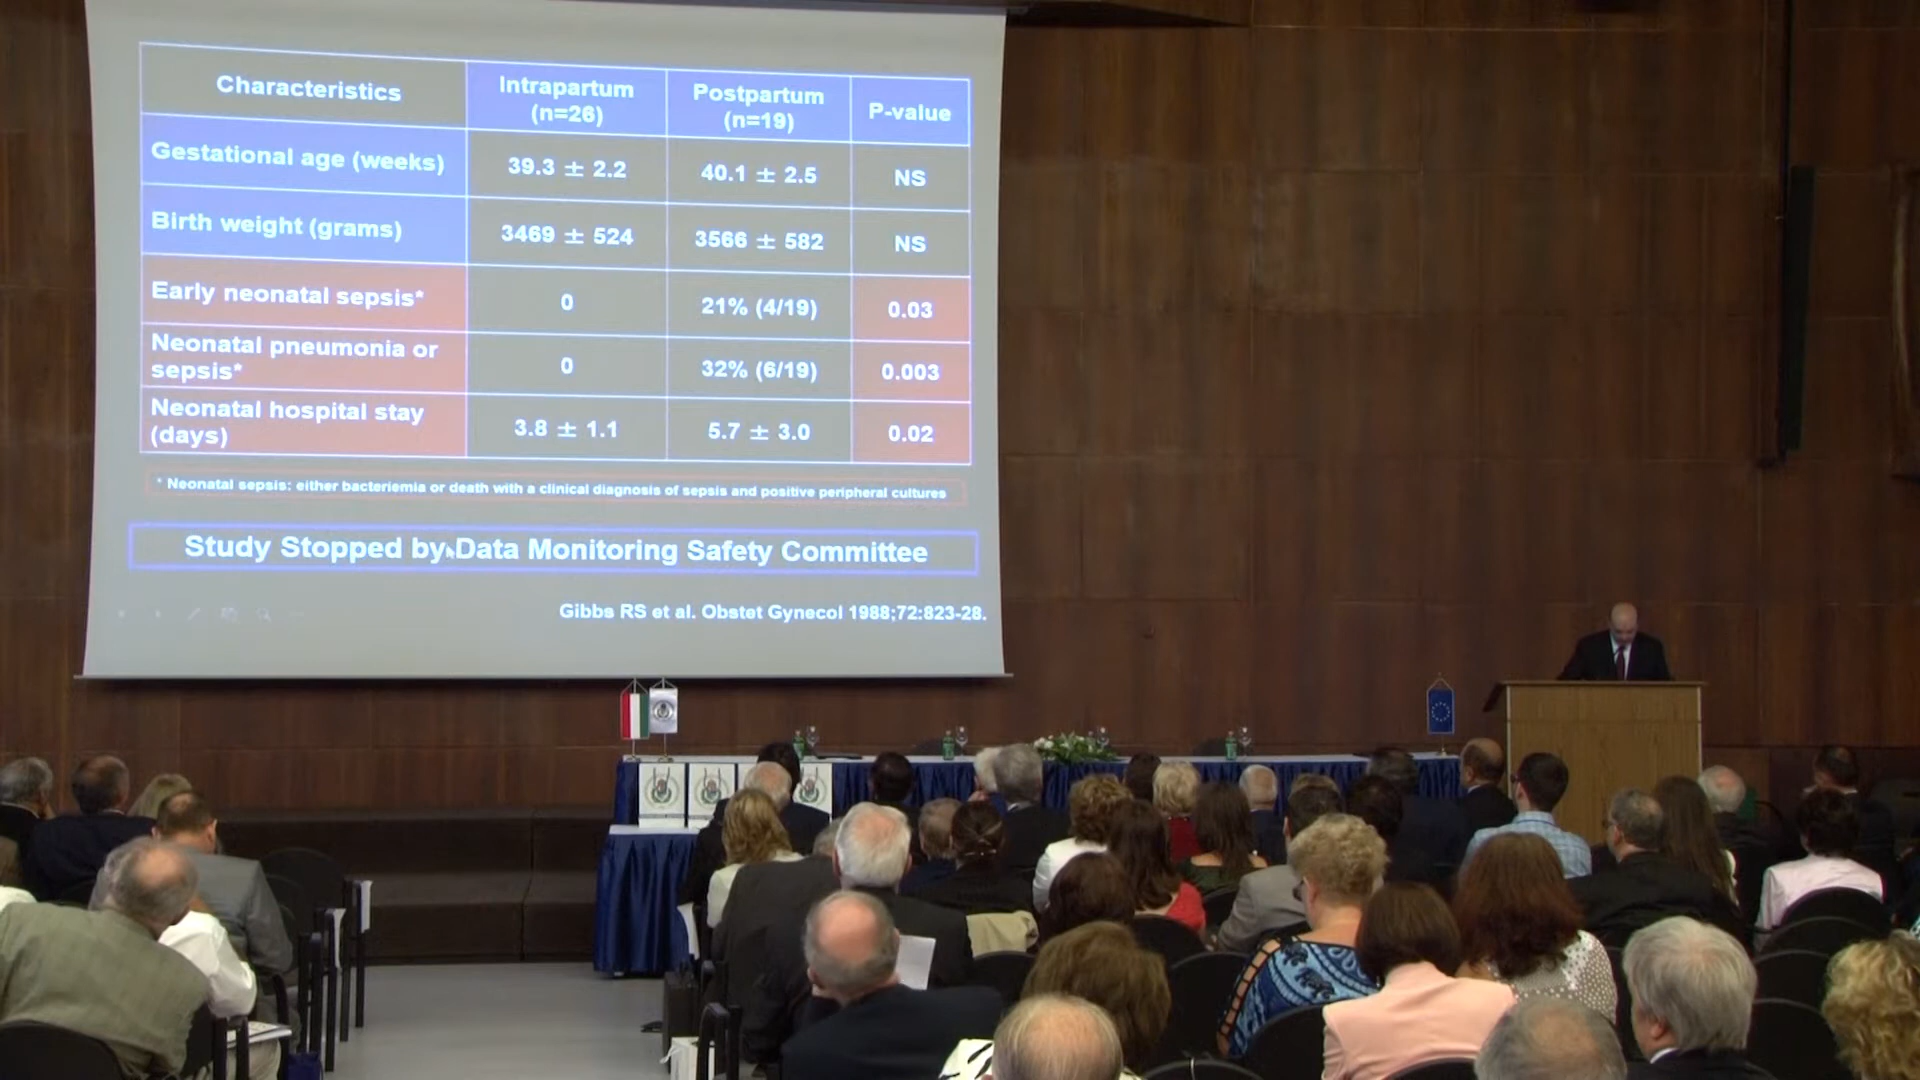 Characteristics
Intrapartum
(n=26)
Postpartum
(n=19)
P-value
Gestational age (weeks)
39.3 ± 2.2
40.1 ± 2.5
NS
Birth weight (grams)
3469 ± 524
3566 ± 582
NS
Early neonatal sepsis*
0
21% (4/19)
0.03
Neonatal pneumonia or
sepsis*
0
32% (6/19)
0.003
Neonatal hospital stay
(days)
3.8 ± 1.1
5.7 ± 3.0
0.02
* Neonatal sepsis: either bacteriemia or death with a clinical diagnosis of sepsis and positive peripheral cultures
Study Stopped by Data Monitoring Safety Committee
Gibbs RS et al. Obstet Gynecol 1988;72:823-28.